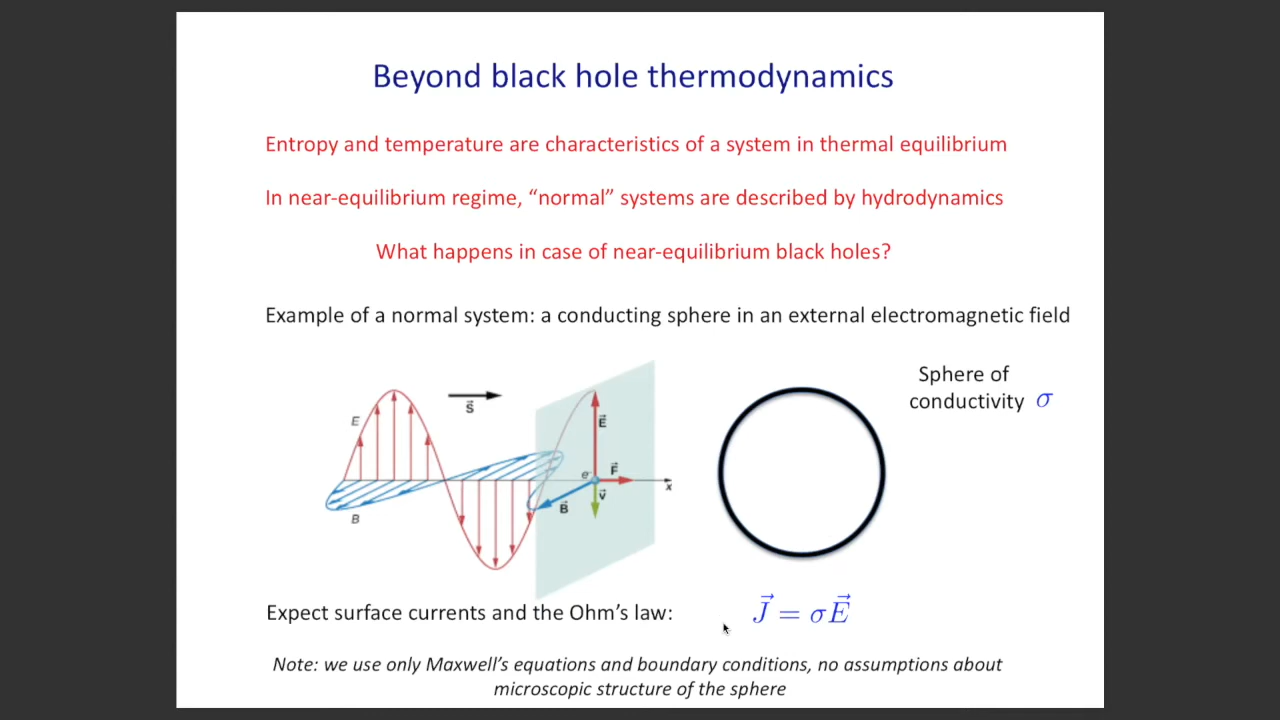 Beyond black hole thermodynamics
Entropy and temperature are characteristics of a system in thermal equilibrium
In near-equilibrium regime, “normal” systems are described by hydrodynamics
What happens in case of near-equilibrium black holes?
Example of a normal system: a conducting sphere in an external electromagnetic field
Sphere of
conductivity σ
S⃗
E
E⃗
e⁻
F⃗
x
v⃗
B⃗
B
Expect surface currents and the Ohm’s law: J⃗ = σE⃗
Note: we use only Maxwell’s equations and boundary conditions, no assumptions about
microscopic structure of the sphere